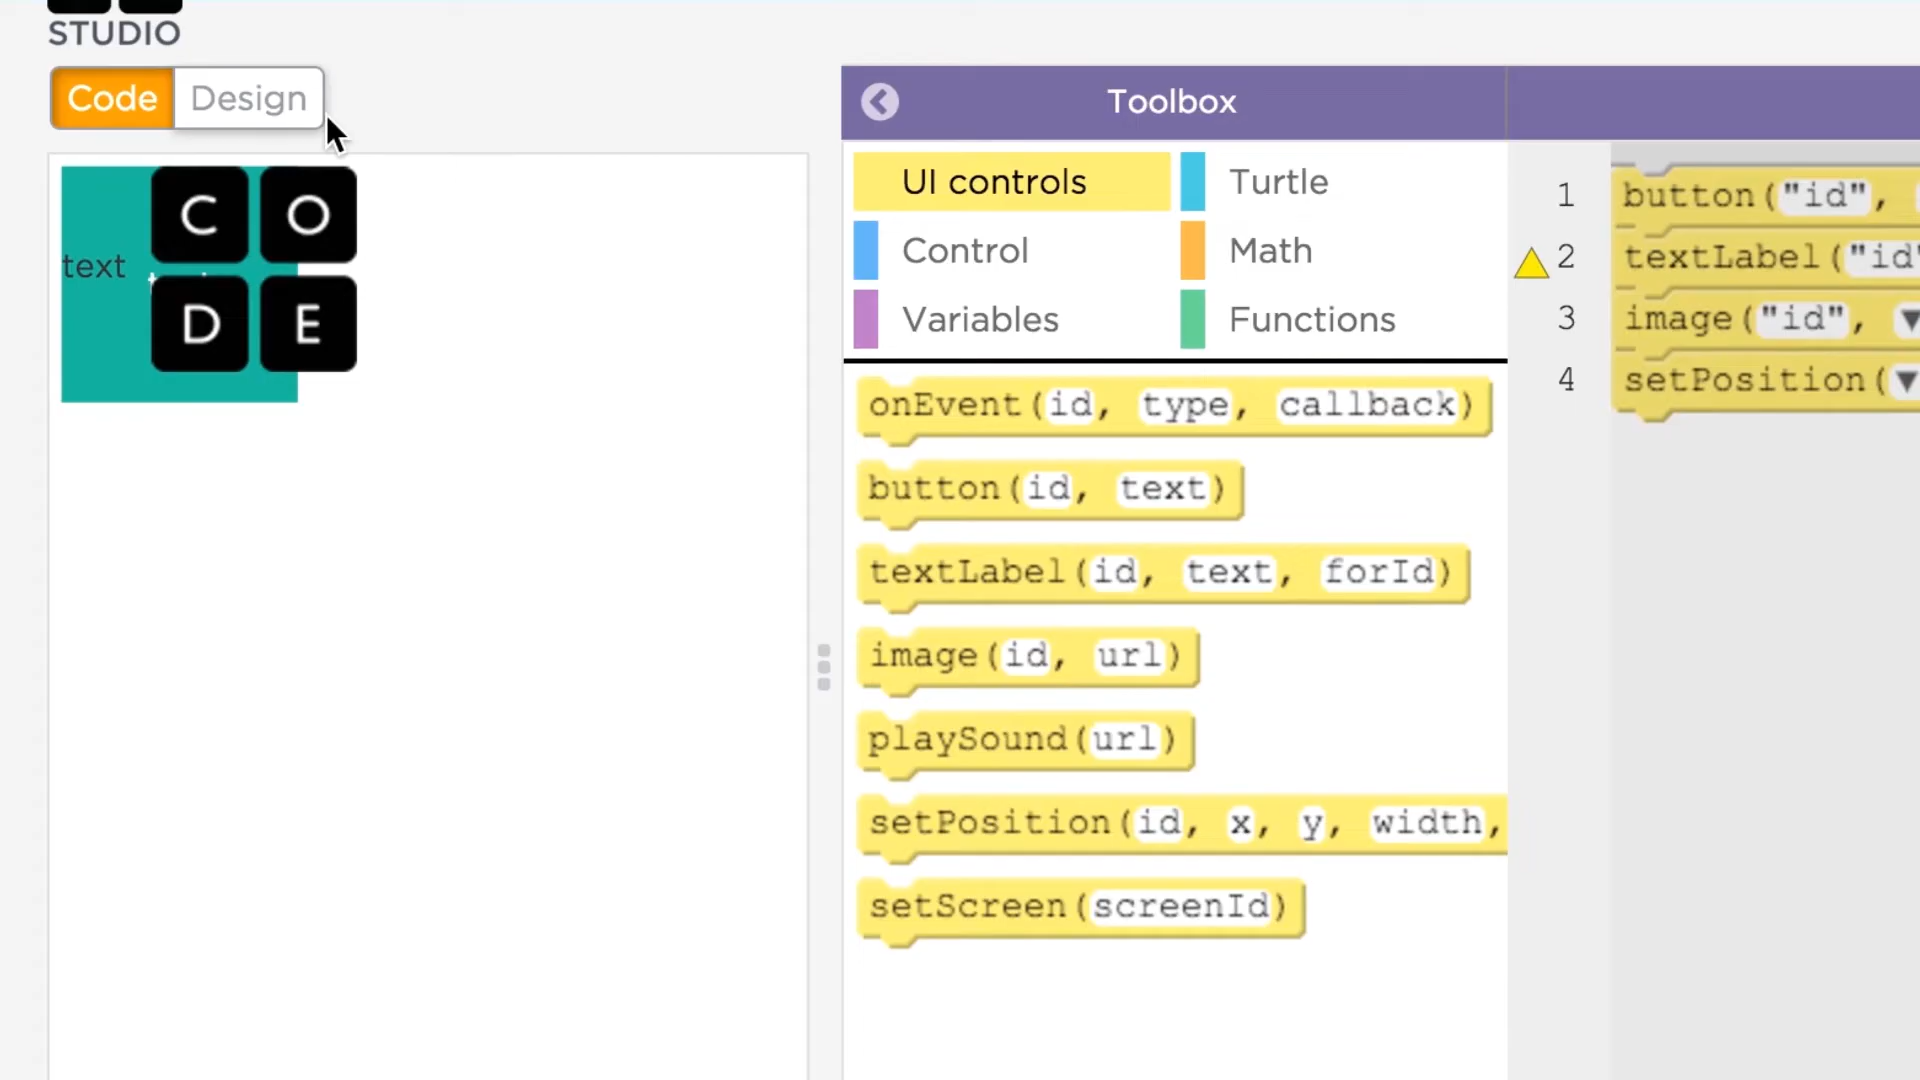 STUDIO
Code Design
Toolbox
C O
text
D E
UI controls Turtle
Control Math
Variables Functions
onEvent(id, type, callback)
button(id, text)
textLabel(id, text, forId)
image(id, url)
playSound(url)
setPosition(id, x, y, width,
setScreen(screenId)
1 button("id",
2 textLabel("id"
3 image("id",
4 setPosition(